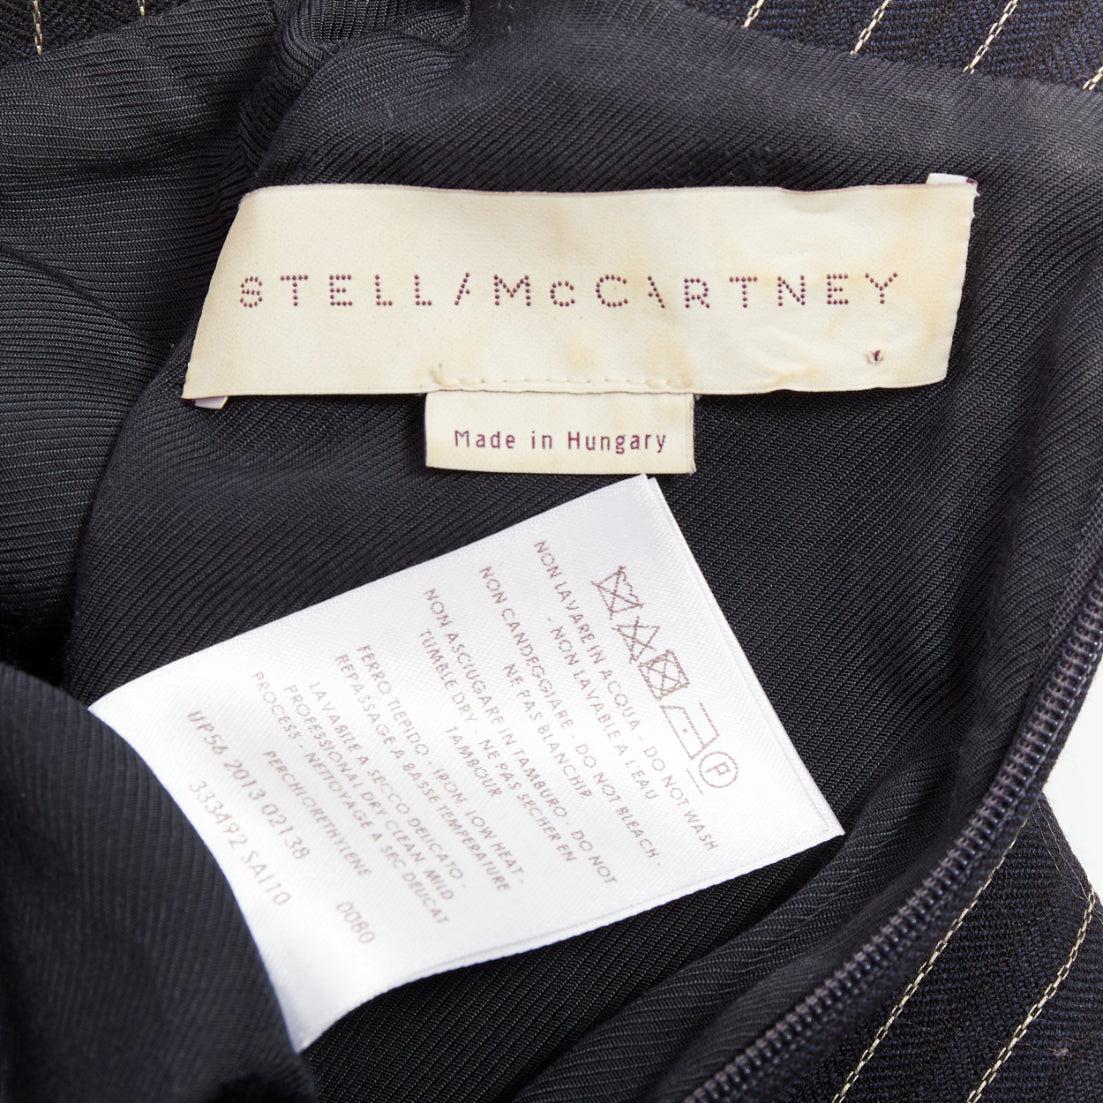 STELL/McCARTNEY
Made in Hungary
NON LAVARE IN ACQUA - DO NOT WASH
- NON LAVABLE A L'EAU
NON CANDEGGIARE - DO NOT BLEACH -
NE PAS BLANCHIR
NON ASCIUGARE IN TAMBURO - DO NOT
TUMBLE DRY - NE PAS SECHER EN
TAMBOUR
FERRO TIEPIDO - IRON LOW HEAT -
REPASSAGE A BASSE TEMPERATURE
LAVABILE A SECCO DELICATO -
PROFESSIONAL DRY CLEAN MILD
PROCESS - NETTOYAGE A SEC DELICAT
PERCHLORETHYLENE
UP56 2013 02138
333492 SA110 0080
P